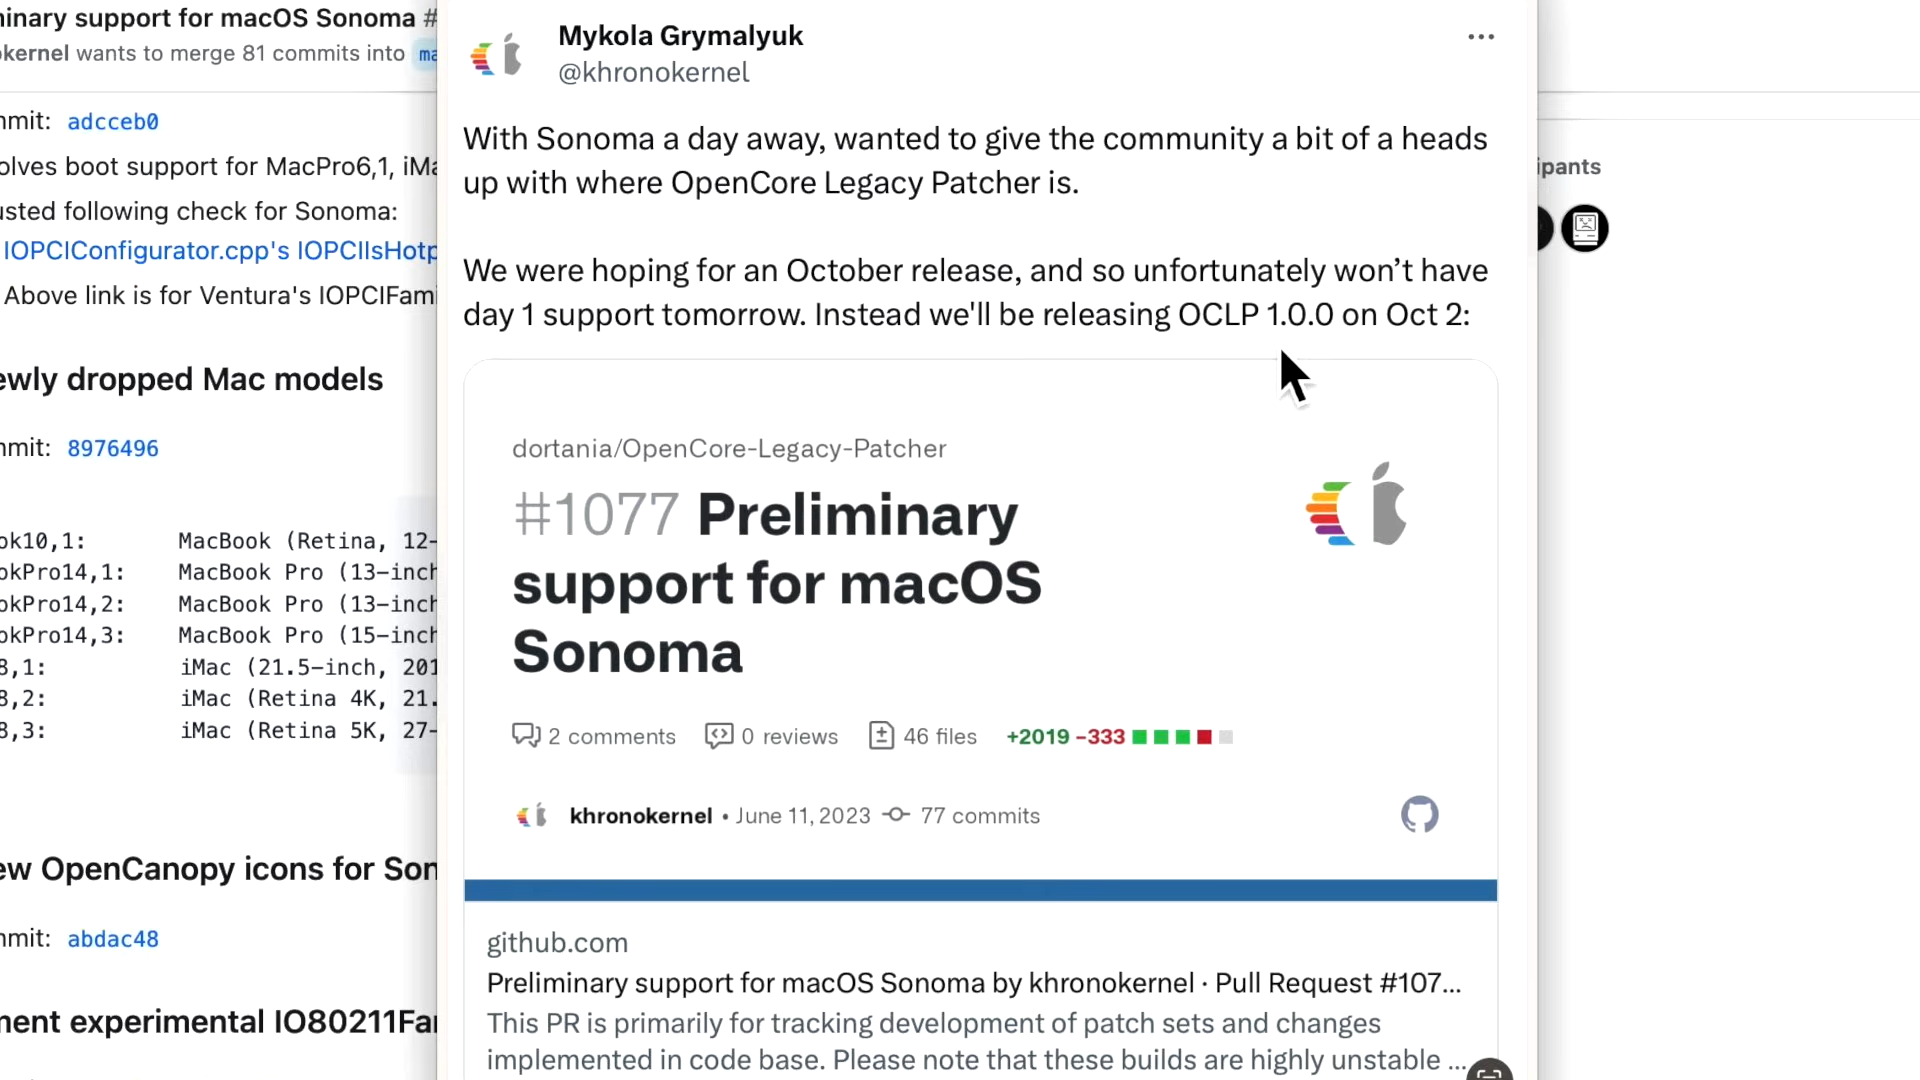 inary support for macOS Sonoma #
kernel wants to merge 81 commits into ma
mmit: adcceb0
olves boot support for MacPro6,1, iMa
usted following check for Sonoma:
IOPCIConfigurator.cpp's IOPCIIsHotp
Above link is for Ventura's IOPCIFami
ewly dropped Mac models
mmit: 8976496
ok10,1: MacBook (Retina, 12-
okPro14,1: MacBook Pro (13-inch
okPro14,2: MacBook Pro (13-inch
okPro14,3: MacBook Pro (15-inch
8,1: iMac (21.5-inch, 201
8,2: iMac (Retina 4K, 21.
8,3: iMac (Retina 5K, 27-
ew OpenCanopy icons for Son
mmit: abdac48
ment experimental IO80211Fa
Mykola Grymalyuk
@khronokernel
With Sonoma a day away, wanted to give the community a bit of a heads
up with where OpenCore Legacy Patcher is.
We were hoping for an October release, and so unfortunately won’t have
day 1 support tomorrow. Instead we'll be releasing OCLP 1.0.0 on Oct 2:
dortania/OpenCore-Legacy-Patcher
#1077 Preliminary
support for macOS
Sonoma
2 comments 0 reviews 46 files +2019 −333
khronokernel • June 11, 2023 77 commits
github.com
Preliminary support for macOS Sonoma by khronokernel · Pull Request #107...
This PR is primarily for tracking development of patch sets and changes
implemented in code base. Please note that these builds are highly unstable ...
ipants